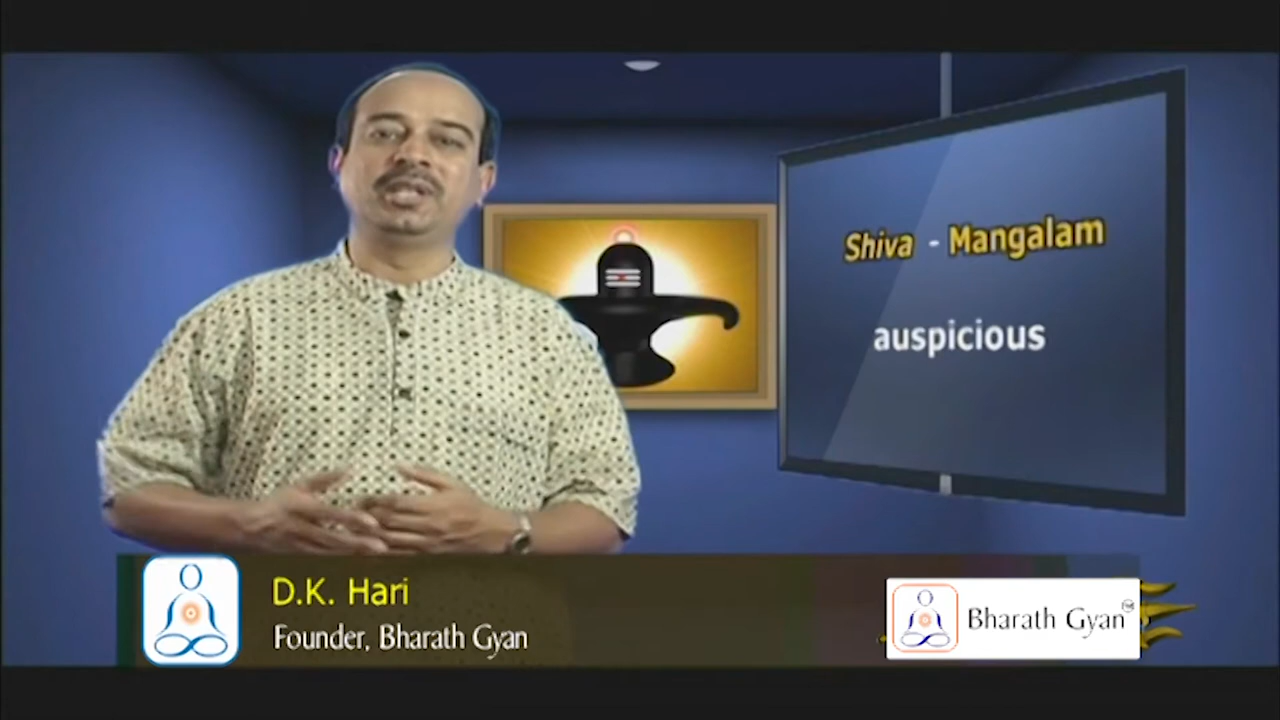 Shiva - Mangalam
auspicious
D.K. Hari
Founder, Bharath Gyan
Bharath Gyan